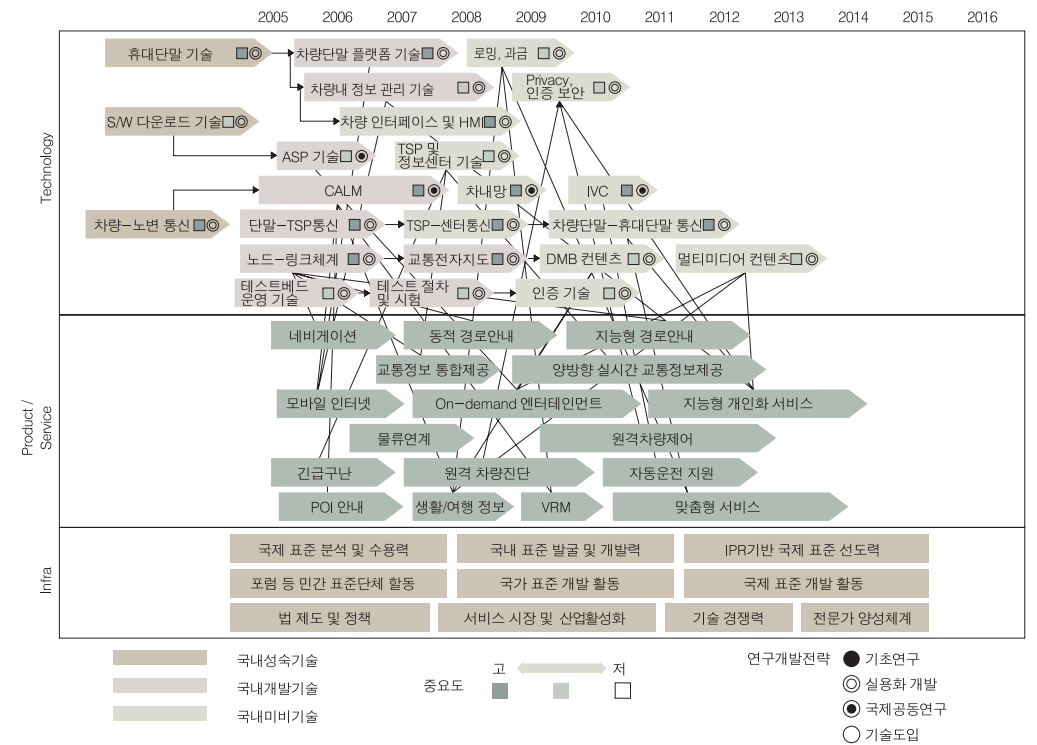 2005 2006 2007 2008 2009 2010 2011 2012 2013 2014 2015 2016
Technology
휴대단말 기술
차량단말 플랫폼 기술
로밍, 과금
차량내 정보 관리 기술
Privacy,
인증 보안
S/W 다운로드 기술
차량 인터페이스 및 HMI
ASP 기술
TSP 및
정보센터 기술
CALM
차내망
IVC
차량-노변 통신
단말-TSP통신
TSP-센터통신
차량단말-휴대단말 통신
노드-링크체계
교통전자지도
DMB 컨텐츠
멀티미디어 컨텐츠
테스트베드
운영 기술
테스트 절차
및 시험
인증 기술
Product /
Service
네비게이션
동적 경로안내
지능형 경로안내
교통정보 통합제공
양방향 실시간 교통정보제공
모바일 인터넷
On-demand 엔터테인먼트
지능형 개인화 서비스
물류연계
원격차량제어
긴급구난
원격 차량진단
자동운전 지원
POI 안내
생활/여행 정보
VRM
맞춤형 서비스
Infra
국제 표준 분석 및 수용력
국내 표준 발굴 및 개발력
IPR기반 국제 표준 선도력
포럼 등 민간 표준단체 할동
국가 표준 개발 활동
국제 표준 개발 활동
법 제도 및 정책
서비스 시장 및 산업활성화
기술 경쟁력
전문가 양성체계
국내성숙기술
국내개발기술
국내미비기술
중요도
고
저
연구개발전략
기초연구
실용화 개발
국제공동연구
기술도입